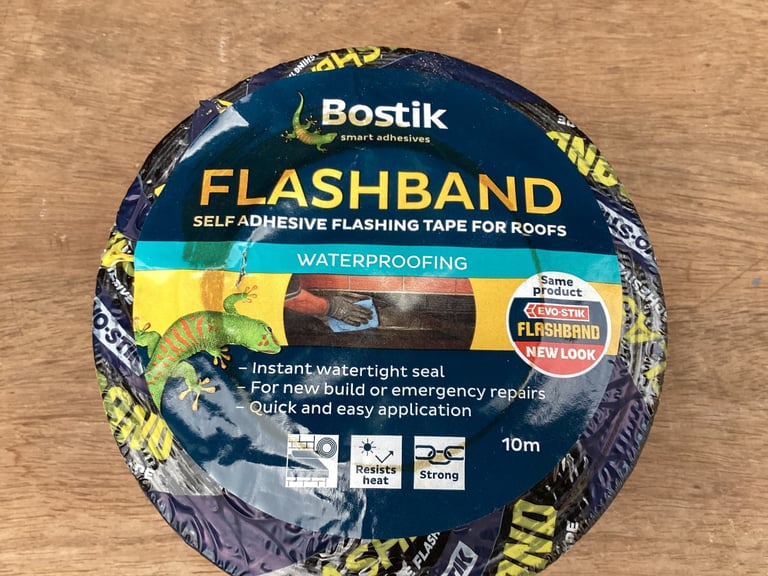 Bostik
smart adhesives
FLASHBAND
SELF ADHESIVE FLASHING TAPE FOR ROOFS
WATERPROOFING
Same
product
EVO-STIK
FLASHBAND
NEW LOOK
– Instant watertight seal
– For new build or emergency repairs
– Quick and easy application
10m
Resists
heat
Strong